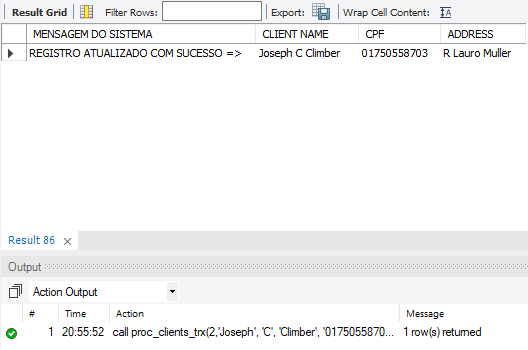 Result Grid Filter Rows: Export: Wrap Cell Content: IA
MENSAGEM DO SISTEMA CLIENT NAME CPF ADDRESS
REGISTRO ATUALIZADO COM SUCESSO => Joseph C Climber 01750558703 R Lauro Muller
Result 86 ×
Output
Action Output
# Time Action Message
1 20:55:52 call proc_clients_trx(2,'Joseph', 'C', 'Climber', '0175055870... 1 row(s) returned